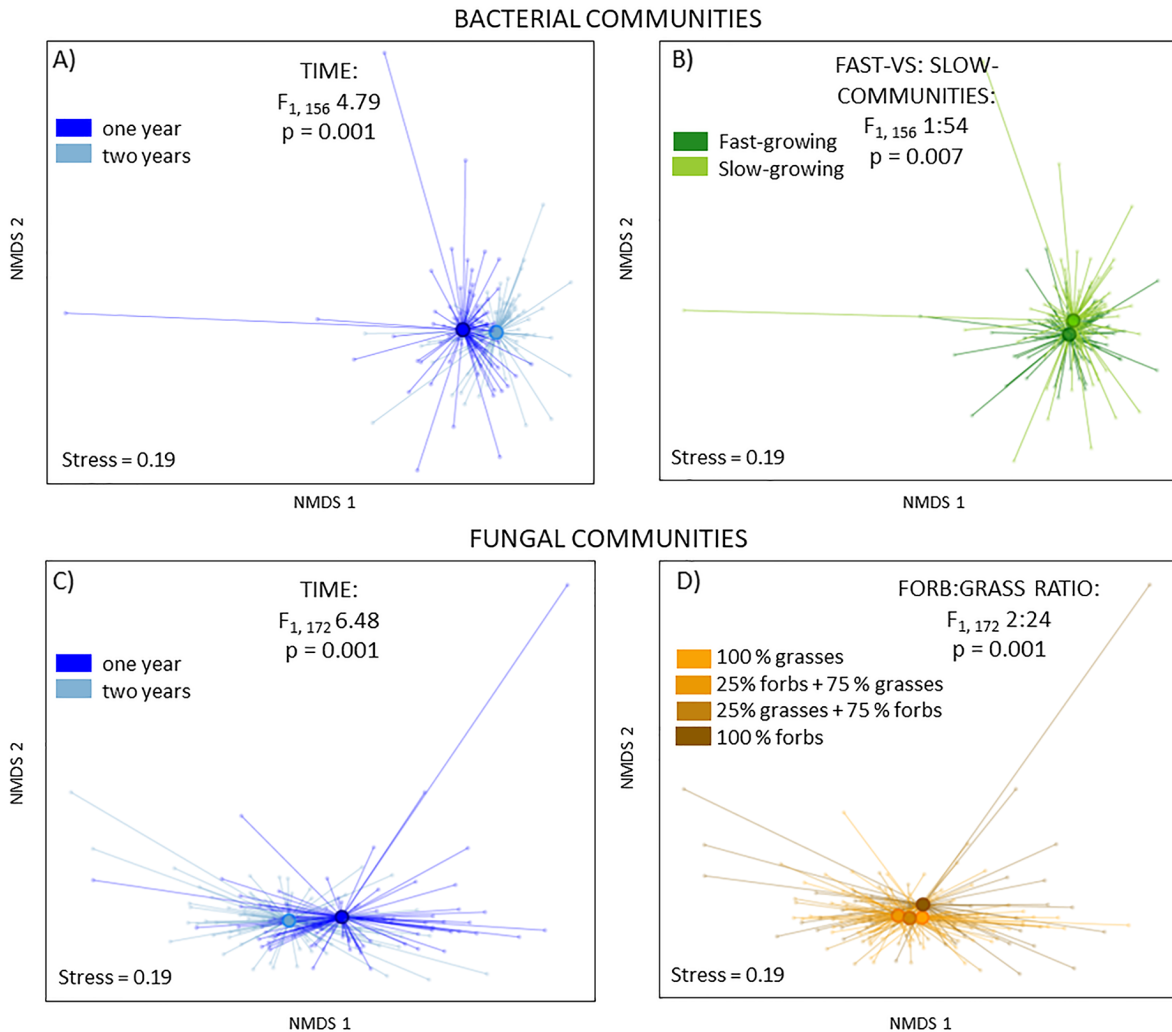 BACTERIAL COMMUNITIES
A)
TIME:
F1, 156 4.79
p = 0.001
one year
two years
Stress = 0.19
NMDS 2
NMDS 1
B)
FAST-VS: SLOW-
COMMUNITIES:
F1, 156 1:54
p = 0.007
Fast-growing
Slow-growing
Stress = 0.19
NMDS 2
NMDS 1
FUNGAL COMMUNITIES
C)
TIME:
F1, 172 6.48
p = 0.001
one year
two years
Stress = 0.19
NMDS 2
NMDS 1
D)
FORB:GRASS RATIO:
F1, 172 2:24
p = 0.001
100 % grasses
25% forbs + 75 % grasses
25% grasses + 75 % forbs
100 % forbs
Stress = 0.19
NMDS 2
NMDS 1